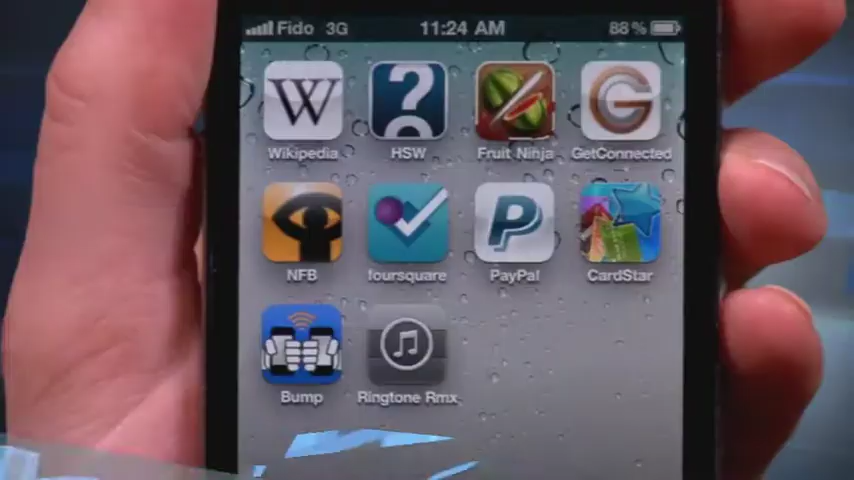 Fido 3G 11:24 AM 88%
W ? G
Wikipedia HSW Fruit Ninja GetConnected
P
NFB foursquare PayPal CardStar
Bump Ringtone Rmx